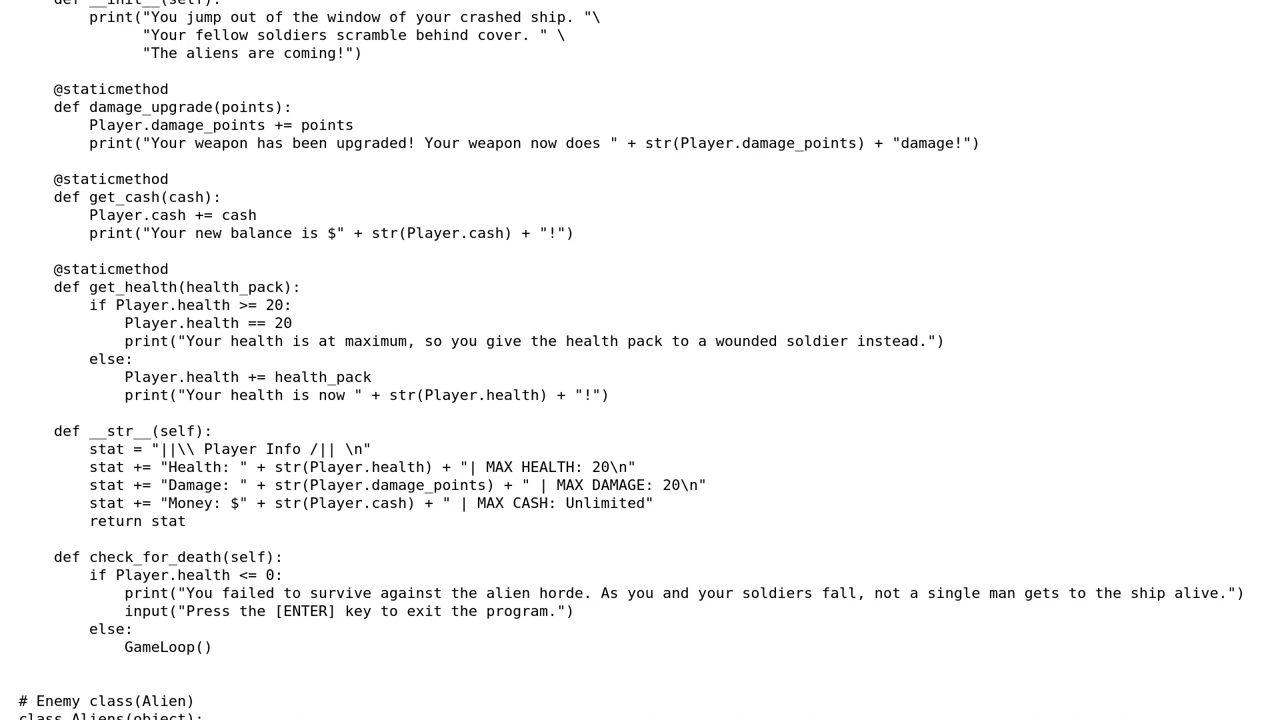 def __init__(self):
print("You jump out of the window of your crashed ship. "\
"Your fellow soldiers scramble behind cover. " \
"The aliens are coming!")
@staticmethod
def damage_upgrade(points):
Player.damage_points += points
print("Your weapon has been upgraded! Your weapon now does " + str(Player.damage_points) + "damage!")
@staticmethod
def get_cash(cash):
Player.cash += cash
print("Your new balance is $" + str(Player.cash) + "!")
@staticmethod
def get_health(health_pack):
if Player.health >= 20:
Player.health == 20
print("Your health is at maximum, so you give the health pack to a wounded soldier instead.")
else:
Player.health += health_pack
print("Your health is now " + str(Player.health) + "!")
def __str__(self):
stat = "||\\ Player Info /|| \n"
stat += "Health: " + str(Player.health) + "| MAX HEALTH: 20\n"
stat += "Damage: " + str(Player.damage_points) + " | MAX DAMAGE: 20\n"
stat += "Money: $" + str(Player.cash) + " | MAX CASH: Unlimited"
return stat
def check_for_death(self):
if Player.health <= 0:
print("You failed to survive against the alien horde. As you and your soldiers fall, not a single man gets to the ship alive.")
input("Press the [ENTER] key to exit the program.")
else:
GameLoop()
# Enemy class(Alien)
class Aliens(object):